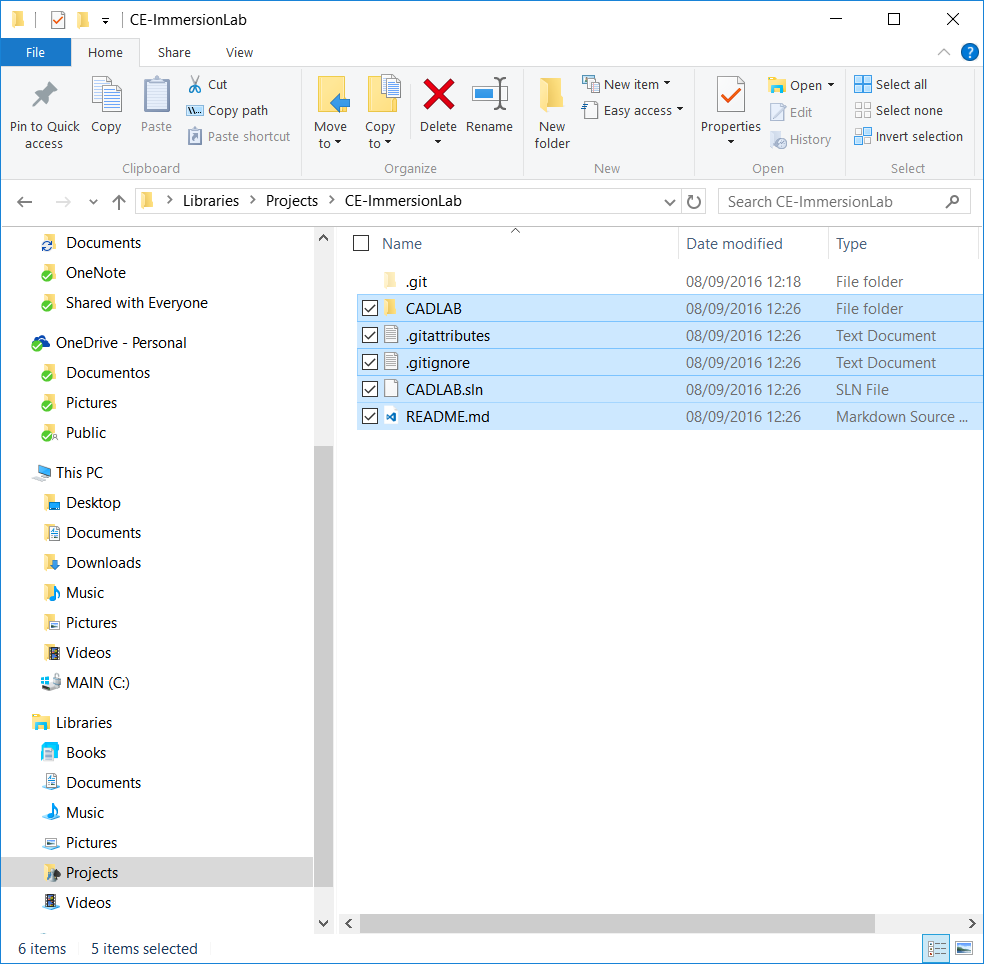 CE-ImmersionLab
File Home Share View
Pin to Quick access
Copy
Paste
Cut
Copy path
Paste shortcut
Clipboard
Move to
Copy to
Delete
Rename
Organize
New folder
New item
Easy access
New
Properties
Open
Edit
History
Open
Select all
Select none
Invert selection
Select
Libraries Projects CE-ImmersionLab
Search CE-ImmersionLab
Documents
OneNote
Shared with Everyone
OneDrive - Personal
Documentos
Pictures
Public
This PC
Desktop
Documents
Downloads
Music
Pictures
Videos
MAIN (C:)
Libraries
Books
Documents
Music
Pictures
Projects
Videos
Name Date modified Type
.git 08/09/2016 12:18 File folder
CADLAB 08/09/2016 12:26 File folder
.gitattributes 08/09/2016 12:26 Text Document
.gitignore 08/09/2016 12:26 Text Document
CADLAB.sln 08/09/2016 12:26 SLN File
README.md 08/09/2016 12:26 Markdown Source ...
6 items 5 items selected